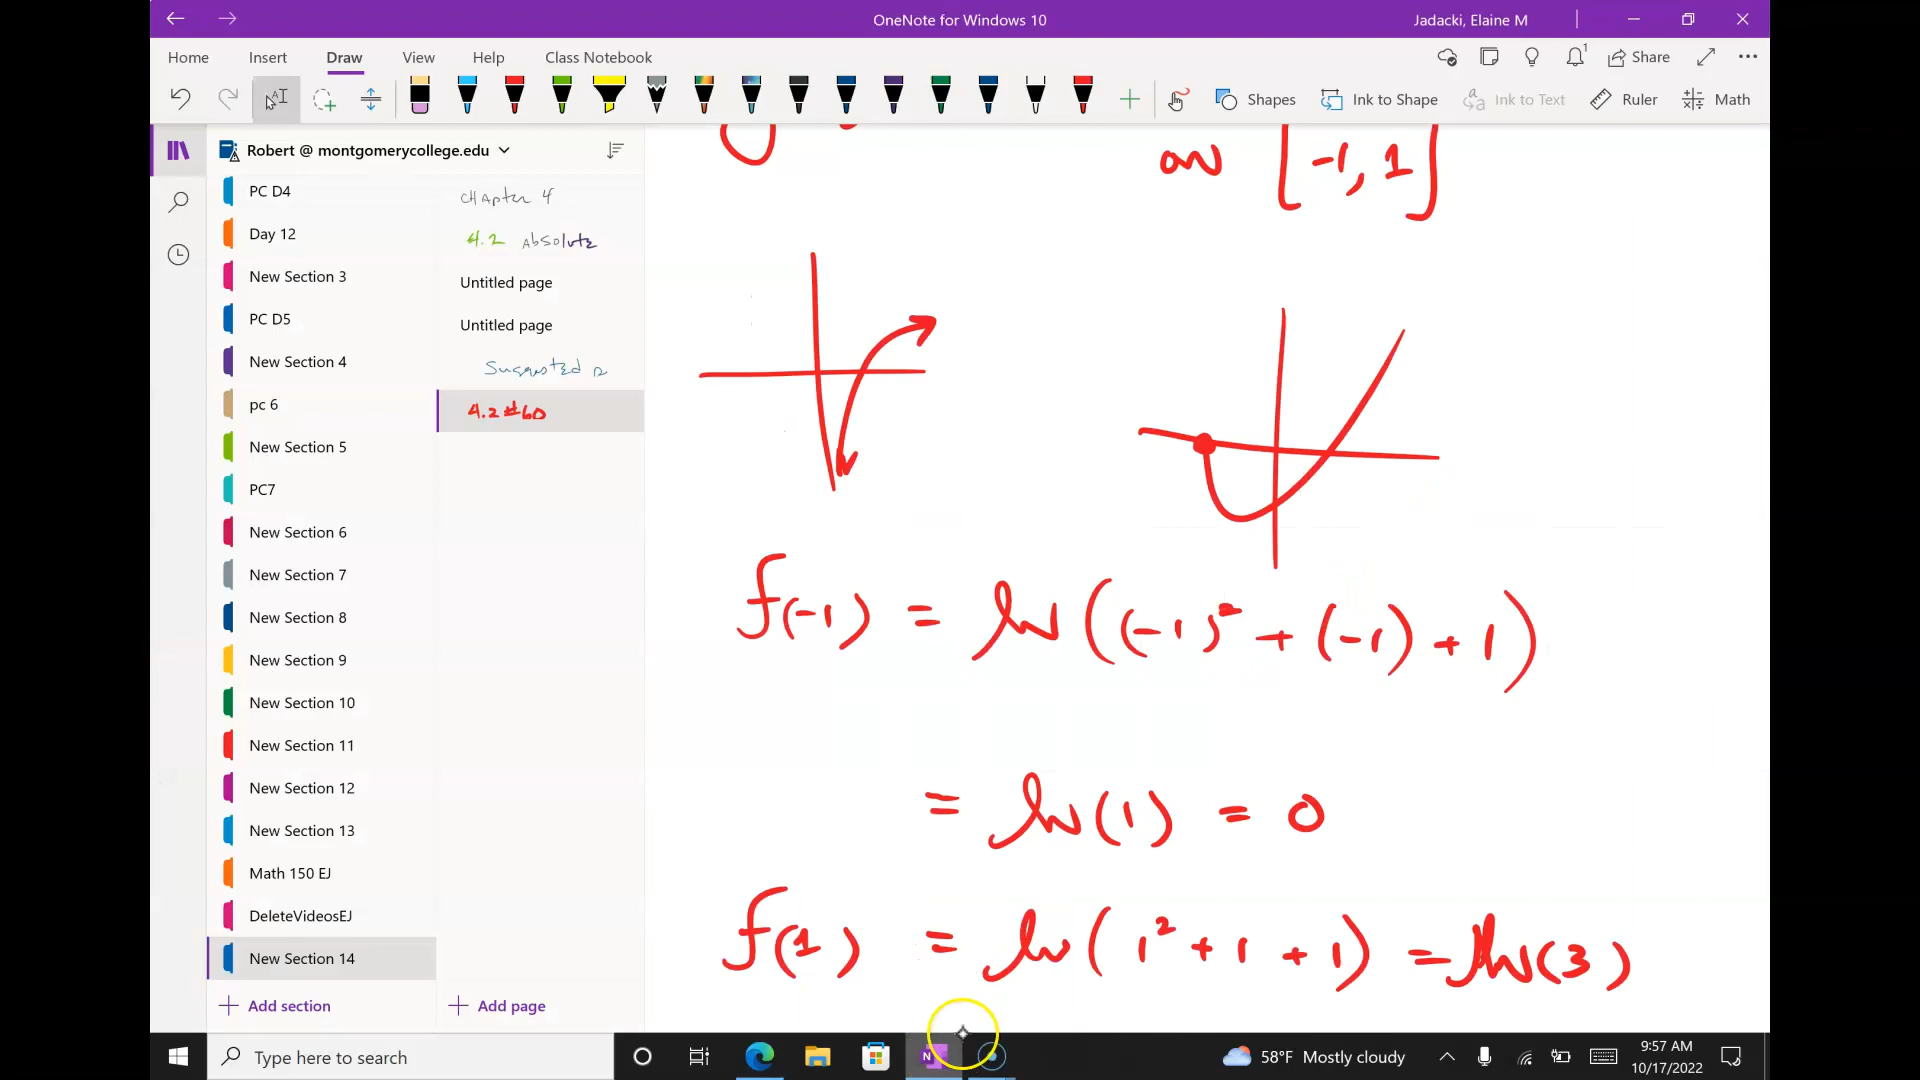 OneNote for Windows 10
Jadacki, Elaine M
Home Insert Draw View Help Class Notebook
1
Share
Shapes
Ink to Shape
Ink to Text
Ruler
Math
Robert @ montgomerycollege.edu
PC D4
Day 12
New Section 3
PC D5
New Section 4
pc 6
New Section 5
PC7
New Section 6
New Section 7
New Section 8
New Section 9
New Section 10
New Section 11
New Section 12
New Section 13
Math 150 EJ
DeleteVideosEJ
New Section 14
Add section
Chapter 4
4.2 Absolute
Untitled page
Untitled page
Suggested
4.2 #60
Add page
on [-1, 1]
f(-1) = ln((-1)² + (-1) + 1)
= ln(1) = 0
f(1) = ln(1² + 1 + 1) = ln(3)
Type here to search
58°F Mostly cloudy
9:57 AM
10/17/2022